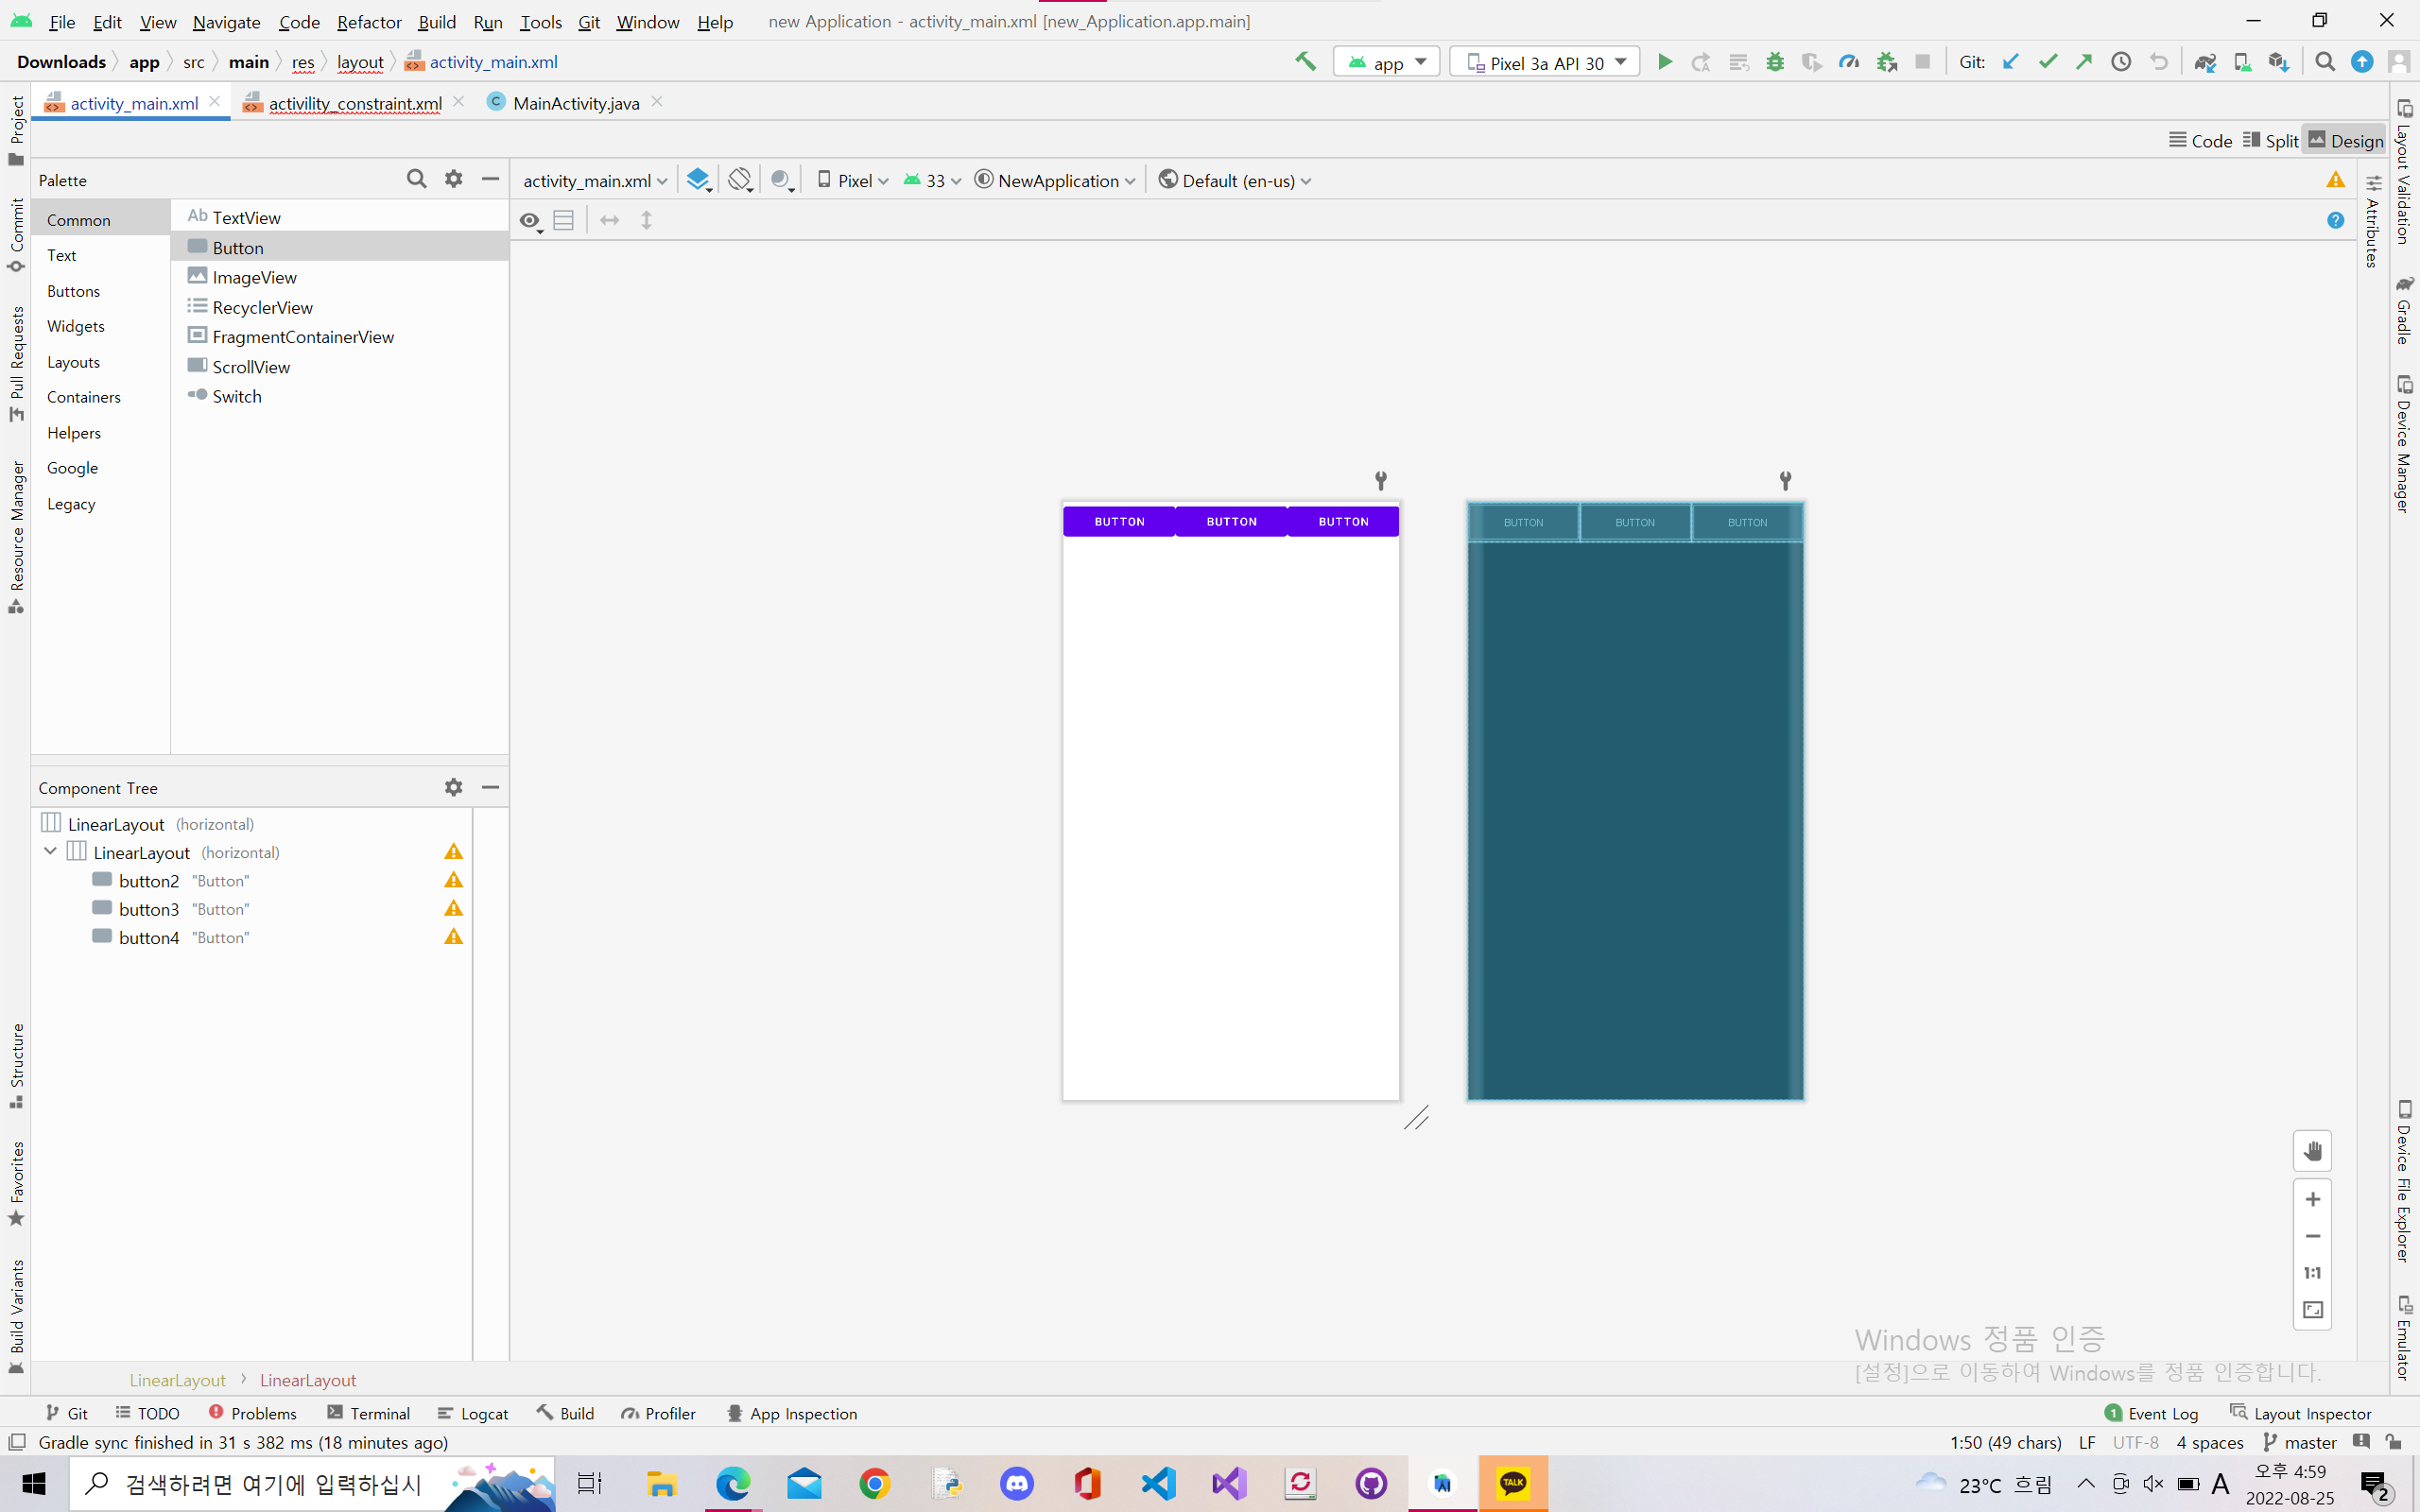 File Edit View Navigate Code Refactor Build Run Tools Git Window Help new Application - activity_main.xml [new_Application.app.main]
Downloads app src main res layout activity_main.xml app Pixel 3a API 30 Git:
activity_main.xml activility_constraint.xml MainActivity.java
Code Split Design
Palette
activity_main.xml Pixel 33 NewApplication Default (en-us)
Common
Text
Buttons
Widgets
Layouts
Containers
Helpers
Google
Legacy
Ab TextView
Button
ImageView
RecyclerView
FragmentContainerView
ScrollView
Switch
Project
Commit
Pull Requests
Resource Manager
Structure
Favorites
Build Variants
BUTTON BUTTON BUTTON
BUTTON BUTTON BUTTON
Component Tree
LinearLayout (horizontal)
LinearLayout (horizontal)
button2 "Button"
button3 "Button"
button4 "Button"
Attributes
Layout Validation
Gradle
Device Manager
Device File Explorer
Emulator
1:1
Windows 정품 인증
[설정]으로 이동하여 Windows를 정품 인증합니다.
LinearLayout > LinearLayout
Git TODO Problems Terminal Logcat Build Profiler App Inspection 1 Event Log Layout Inspector
Gradle sync finished in 31 s 382 ms (18 minutes ago) 1:50 (49 chars) LF UTF-8 4 spaces master
검색하려면 여기에 입력하십시 TALK 23°C 흐림 A 오후 4:59
2022-08-25 2